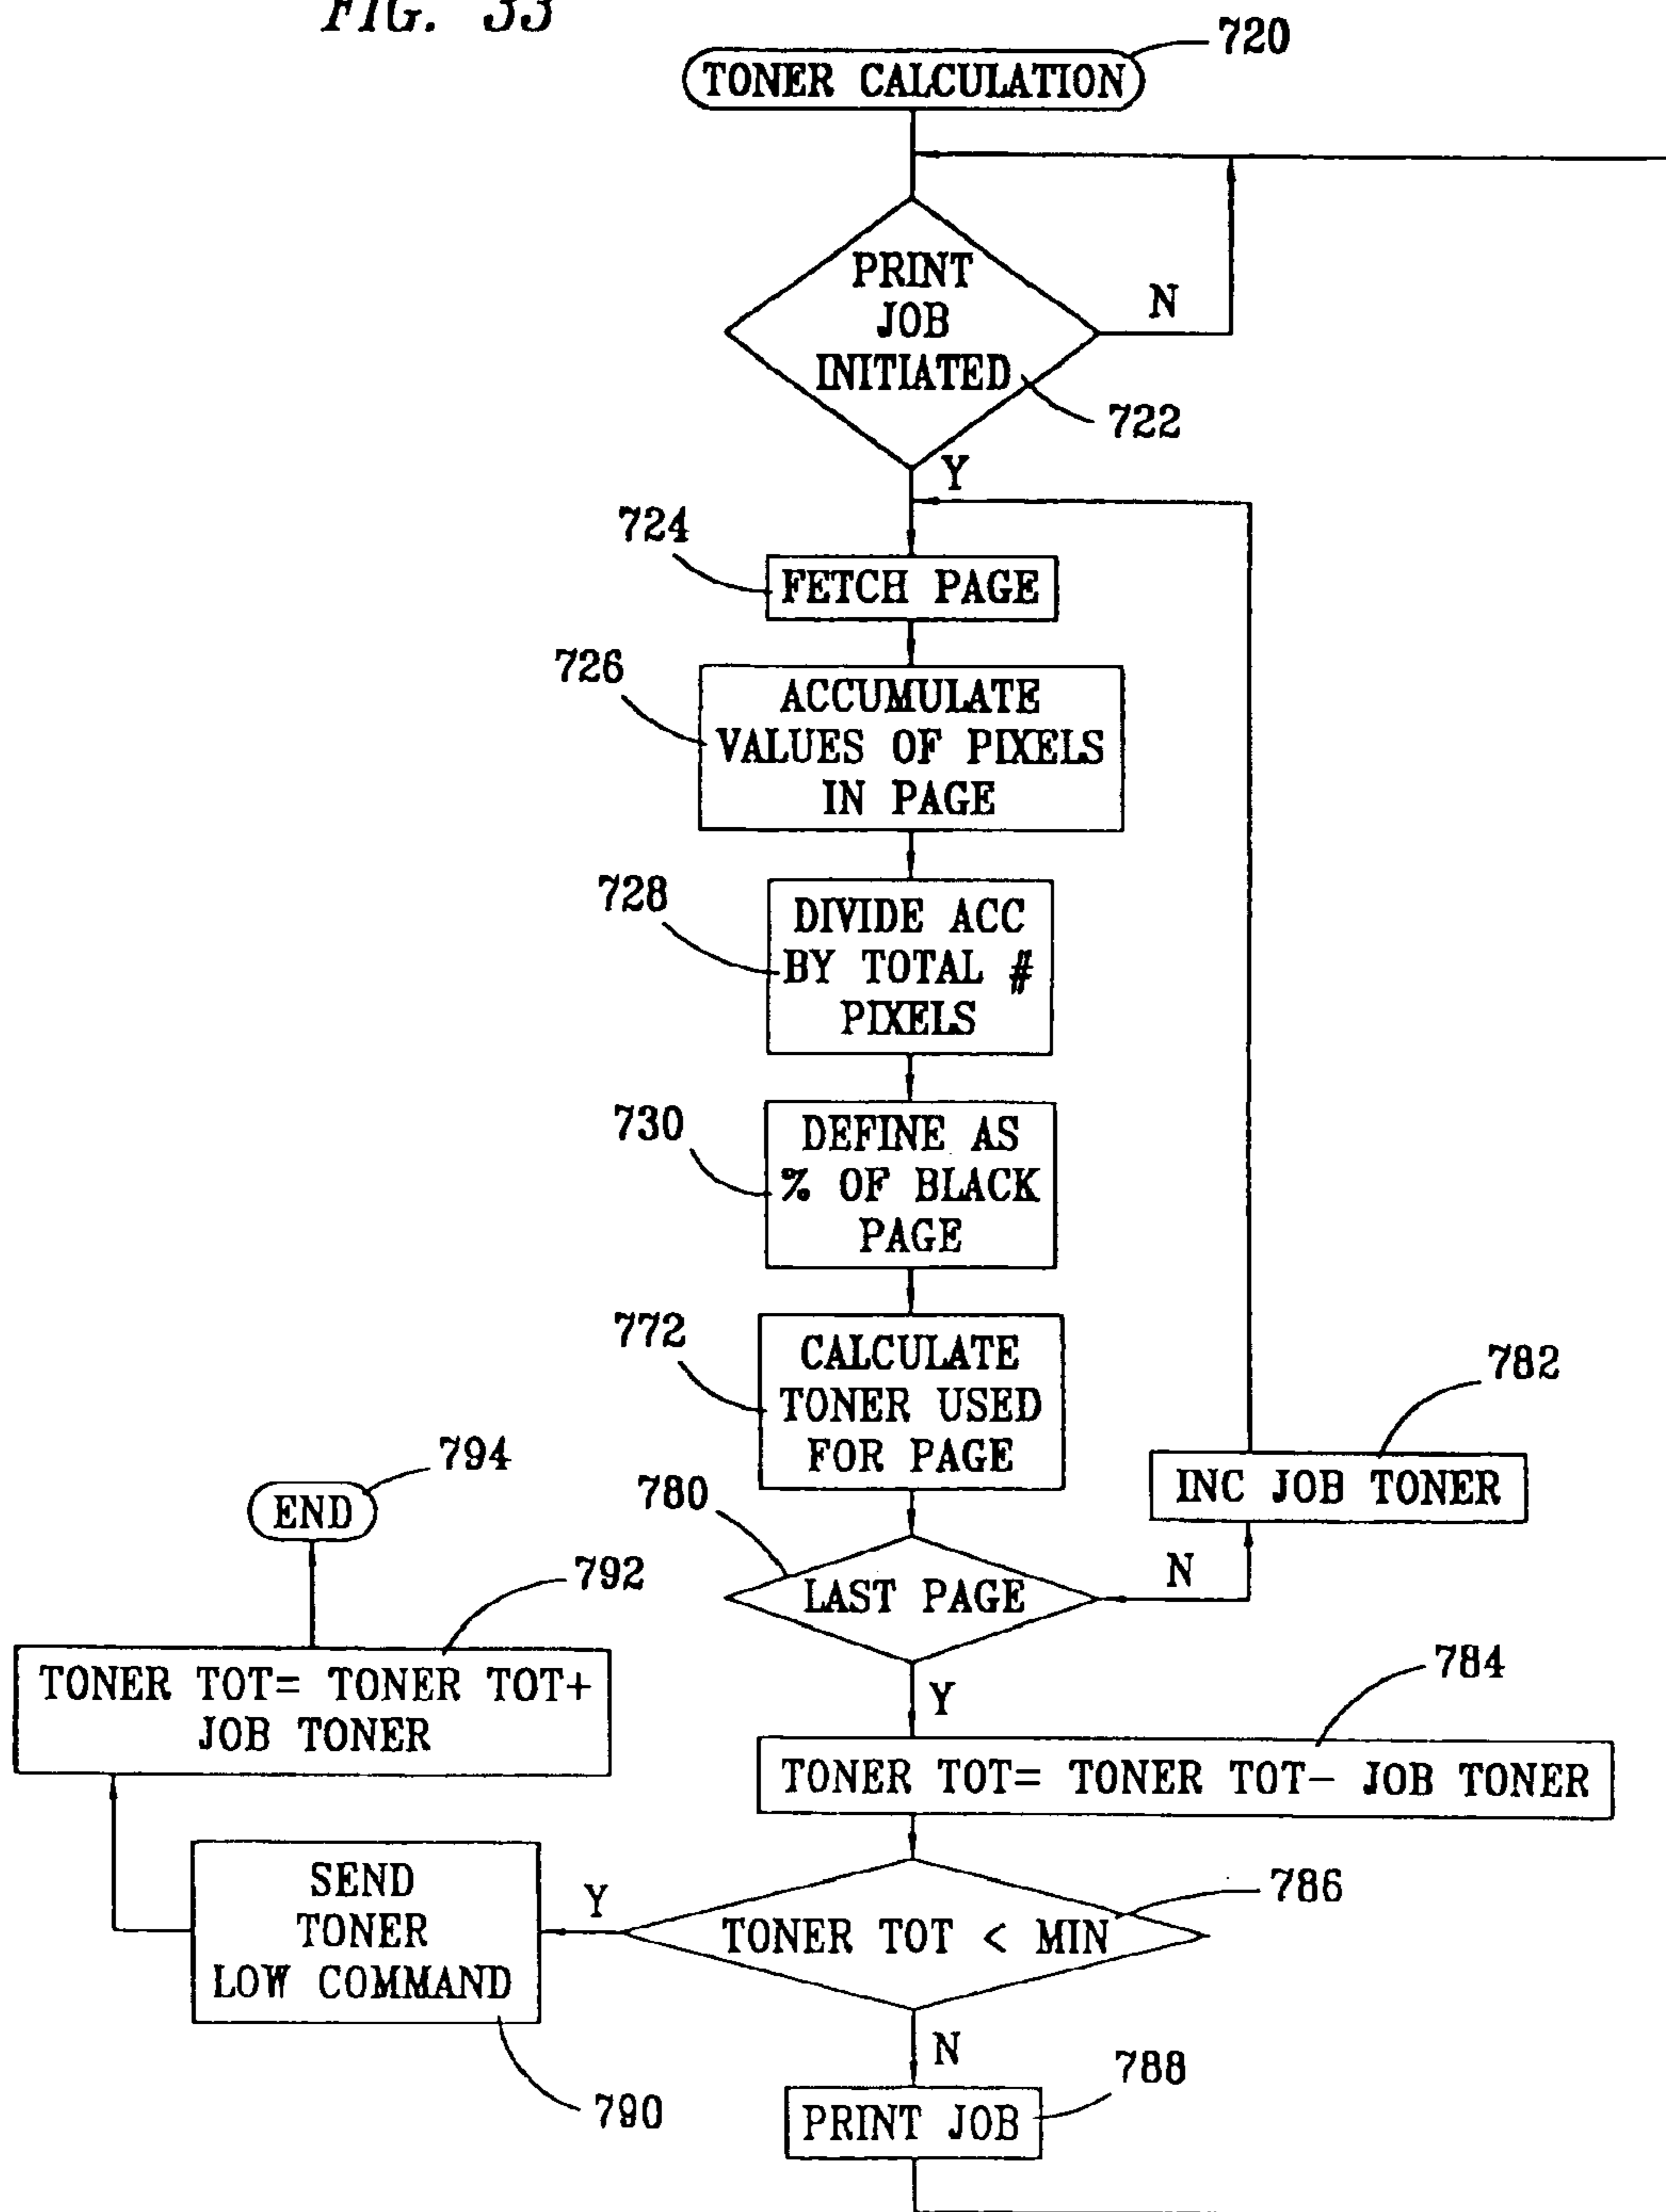 FIG. 33
720
TONER CALCULATION
PRINT
JOB
INITIATED
N
722
Y
724
FETCH PAGE
726
ACCUMULATE
VALUES OF PIXELS
IN PAGE
728
DIVIDE ACC
BY TOTAL #
PIXELS
730
DEFINE AS
% OF BLACK
PAGE
772
CALCULATE
TONER USED
FOR PAGE
782
INC JOB TONER
780
LAST PAGE
N
794
END
792
TONER TOT= TONER TOT+
JOB TONER
Y
784
TONER TOT= TONER TOT- JOB TONER
786
TONER TOT < MIN
Y
SEND
TONER
LOW COMMAND
790
N
788
PRINT JOB